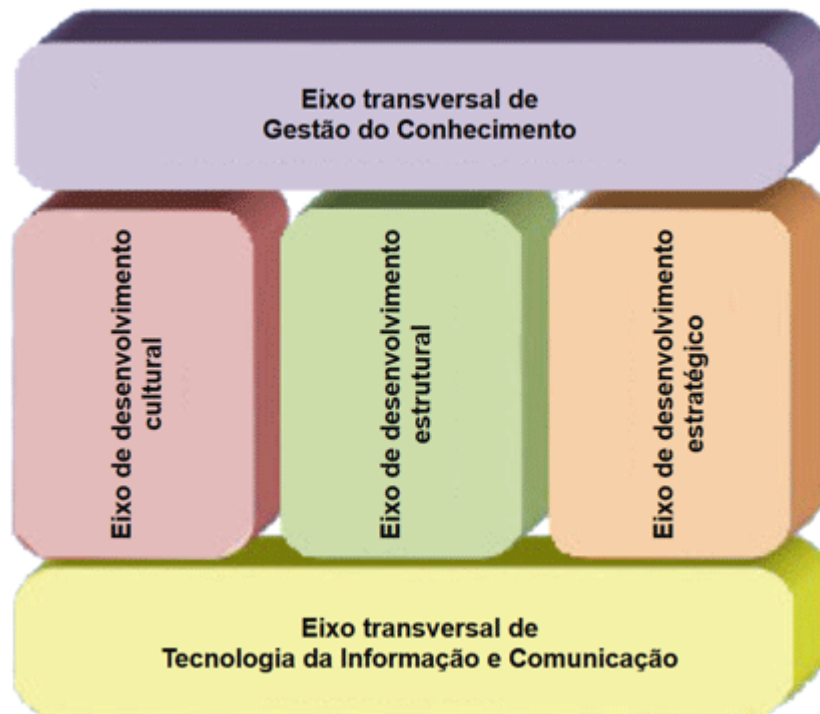 Eixo transversal de
Gestão do Conhecimento
Eixo de desenvolvimento
cultural
Eixo de desenvolvimento
estrutural
Eixo de desenvolvimento
estratégico
Eixo transversal de
Tecnologia da Informação e Comunicação